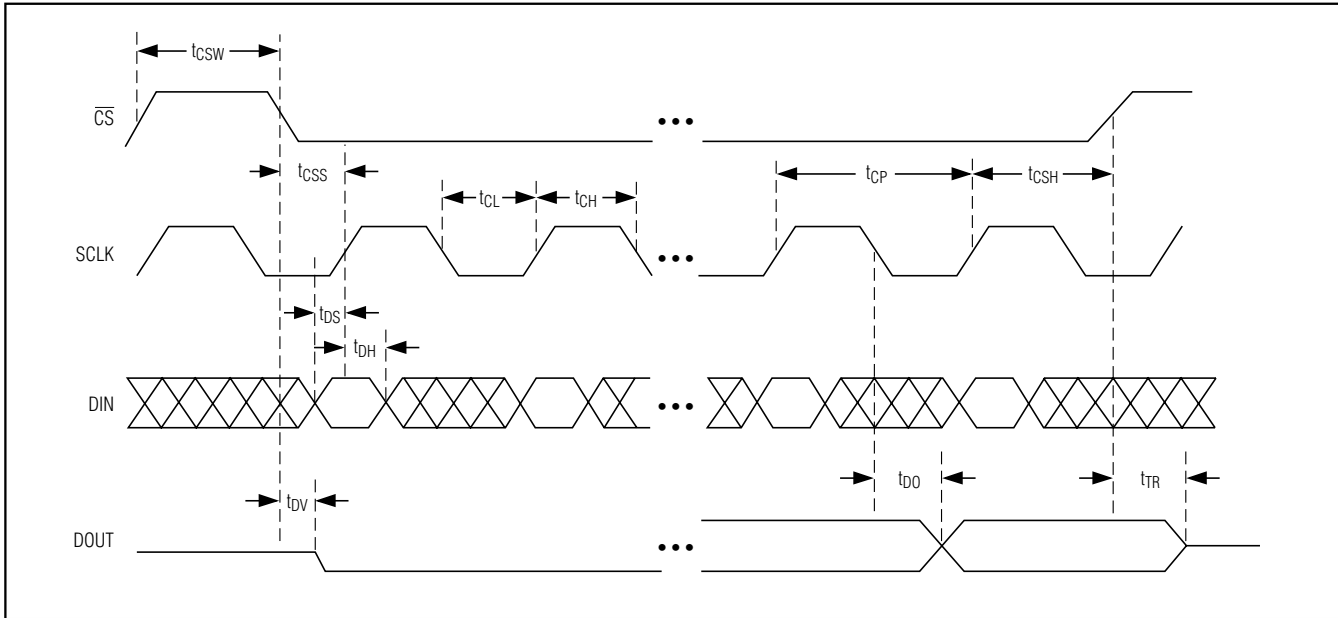 tCSW
CS
•••
tCSS
tCP
tCSH
tCL
tCH
SCLK
•••
tDS
tDH
DIN
•••
tDO
tTR
tDV
DOUT
•••